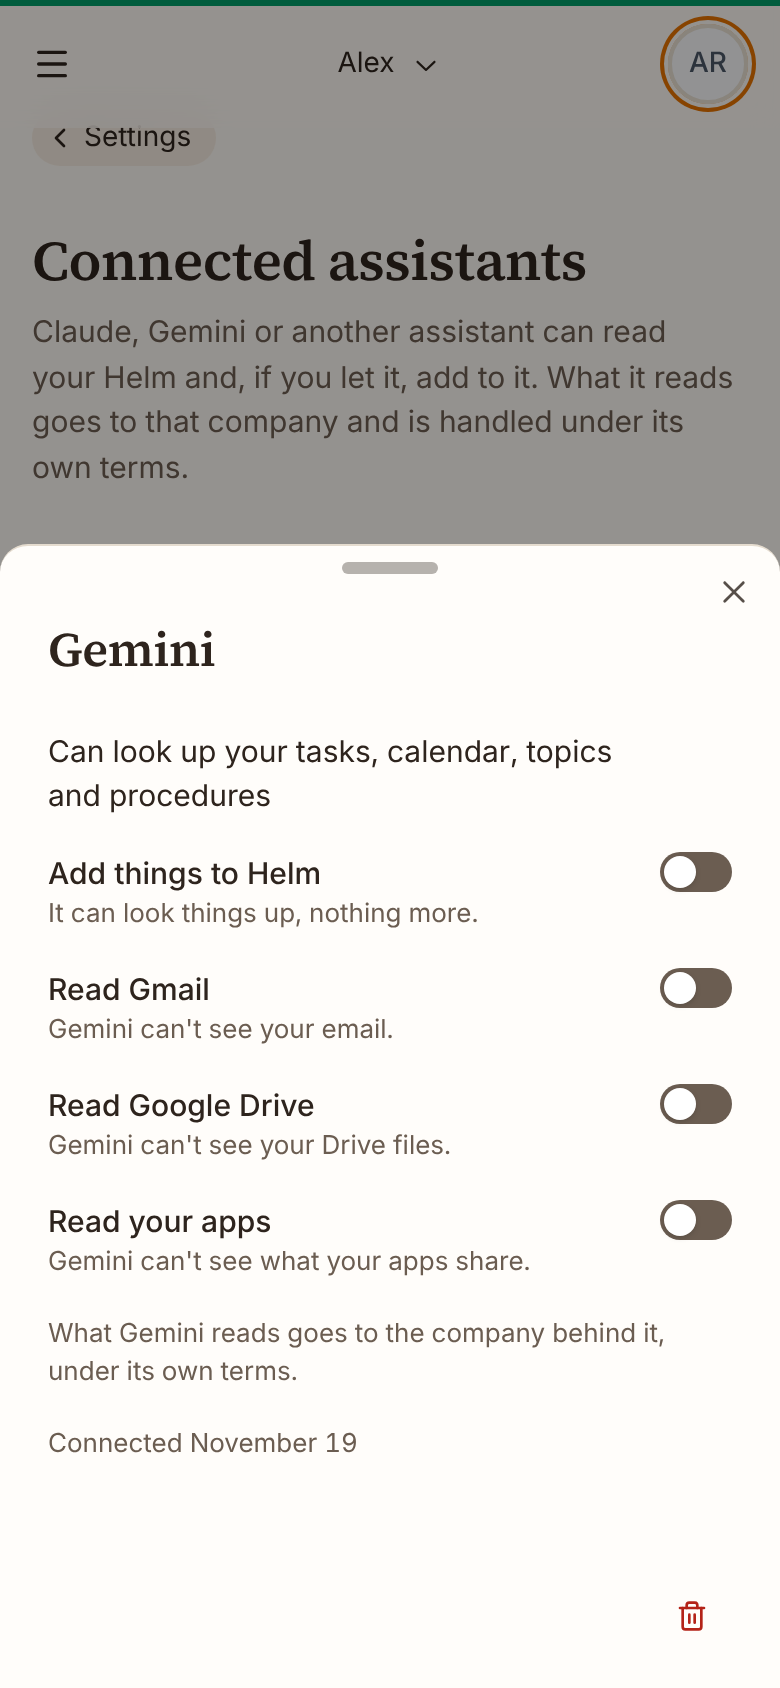 Alex
AR
Settings
Connected assistants
Claude, Gemini or another assistant can read
your Helm and, if you let it, add to it. What it reads
goes to that company and is handled under its
own terms.
Gemini
Can look up your tasks, calendar, topics
and procedures
Add things to Helm
It can look things up, nothing more.
Read Gmail
Gemini can't see your email.
Read Google Drive
Gemini can't see your Drive files.
Read your apps
Gemini can't see what your apps share.
What Gemini reads goes to the company behind it,
under its own terms.
Connected November 19